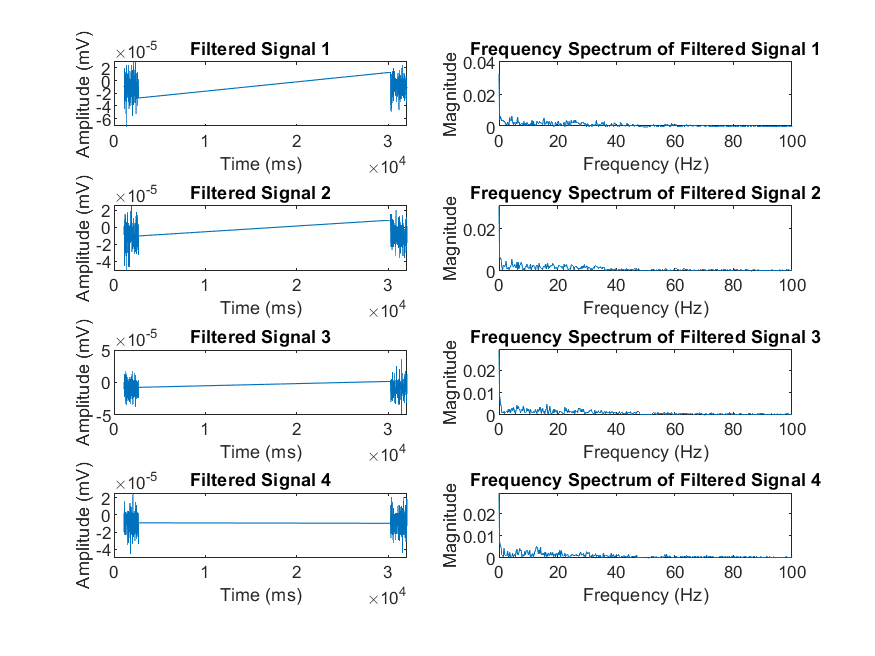 Filtered Signal 1
×10-5
Amplitude (mV)
2
0
-2
-4
-6
0 1 2 3
Time (ms)
×104
Frequency Spectrum of Filtered Signal 1
Magnitude
0.04
0.02
0
0 20 40 60 80 100
Frequency (Hz)
Filtered Signal 2
×10-5
Amplitude (mV)
2
0
-2
-4
0 1 2 3
Time (ms)
×104
Frequency Spectrum of Filtered Signal 2
Magnitude
0.02
0
0 20 40 60 80 100
Frequency (Hz)
Filtered Signal 3
×10-5
Amplitude (mV)
5
0
-5
0 1 2 3
Time (ms)
×104
Frequency Spectrum of Filtered Signal 3
Magnitude
0.02
0.01
0
0 20 40 60 80 100
Frequency (Hz)
Filtered Signal 4
×10-5
Amplitude (mV)
2
0
-2
-4
0 1 2 3
Time (ms)
×104
Frequency Spectrum of Filtered Signal 4
Magnitude
0.02
0.01
0
0 20 40 60 80 100
Frequency (Hz)